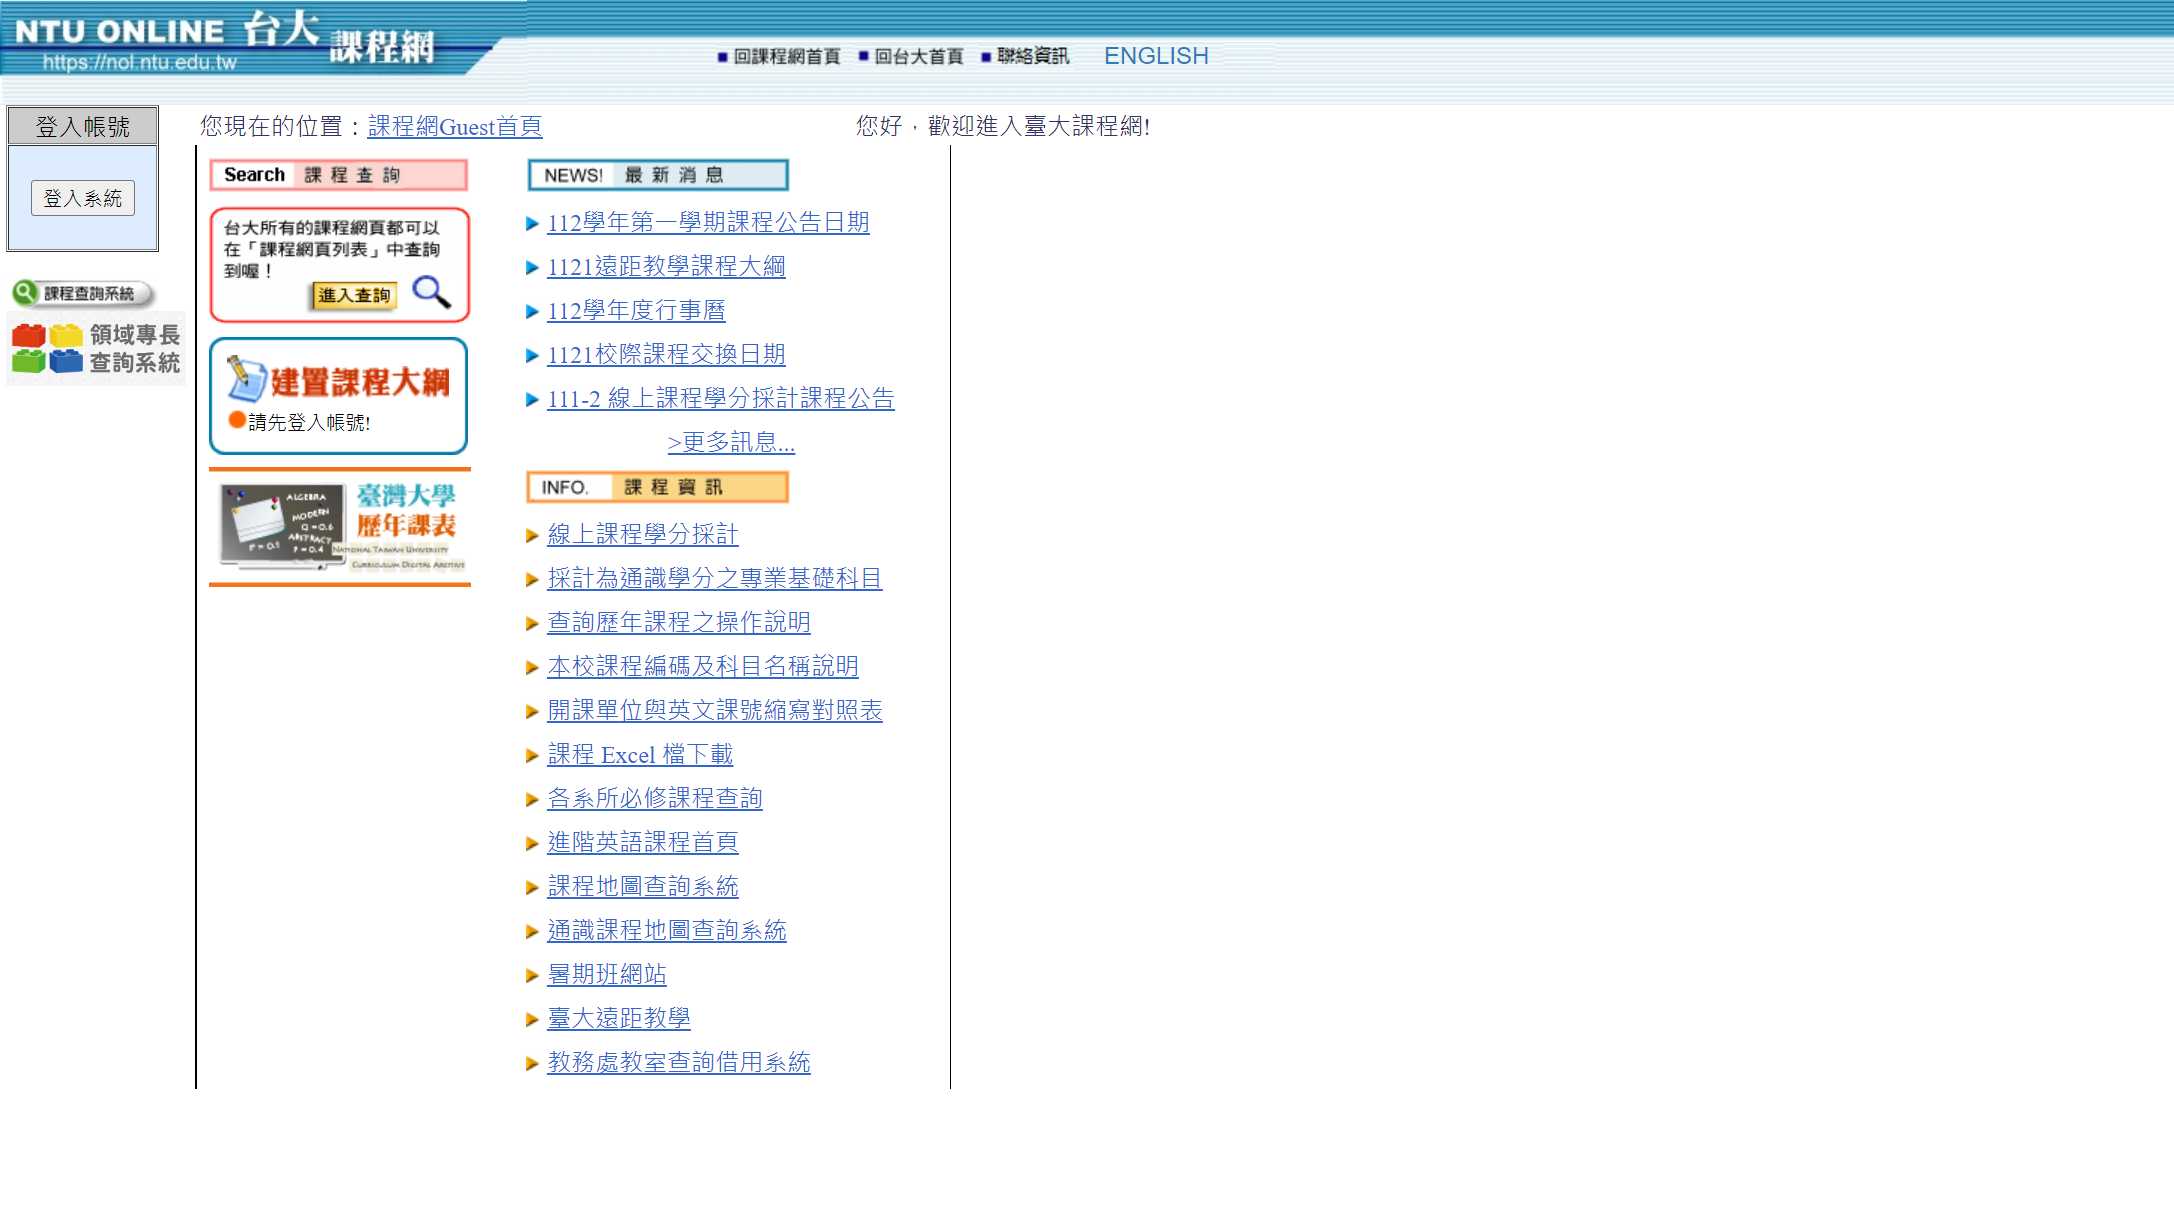 NTU ONLINE 台大 課程網
https://nol.ntu.edu.tw
回課程網首頁 回台大首頁 聯絡資訊 ENGLISH
登入帳號
登入系統
課程查詢系統
領域專長
查詢系統
您現在的位置：課程網Guest首頁
您好，歡迎進入臺大課程網!
Search 課程查詢
台大所有的課程網頁都可以
在「課程網頁列表」中查詢
到喔！
進入查詢
建置課程大綱
請先登入帳號!
ALGEBRA
MODERN
Q=0.6
ABSTRACT
P=0.1 P=0.4
臺灣大學
歷年課表
NATIONAL TAIWAN UNIVERSITY
CURRICULUM DIGITAL ARCHIVE
NEWS! 最新消息
112學年第一學期課程公告日期
1121遠距教學課程大綱
112學年度行事曆
1121校際課程交換日期
111-2 線上課程學分採計課程公告
>更多訊息...
INFO. 課程資訊
線上課程學分採計
採計為通識學分之專業基礎科目
查詢歷年課程之操作說明
本校課程編碼及科目名稱說明
開課單位與英文課號縮寫對照表
課程 Excel 檔下載
各系所必修課程查詢
進階英語課程首頁
課程地圖查詢系統
通識課程地圖查詢系統
暑期班網站
臺大遠距教學
教務處教室查詢借用系統